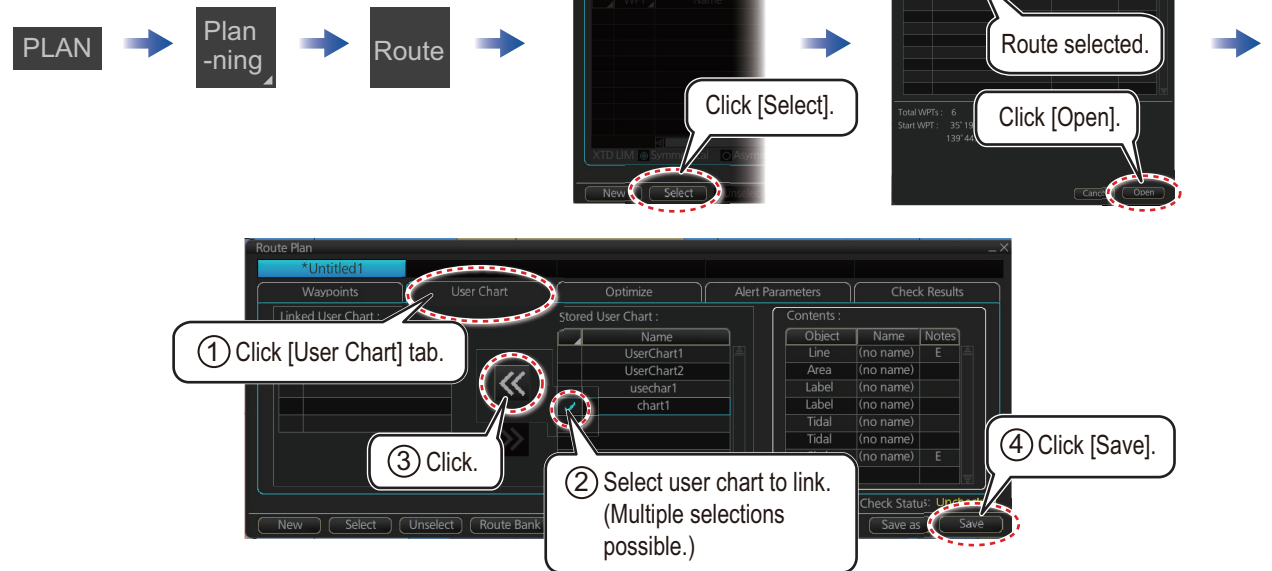 PLAN
Plan
-ning
Route
WPT Name
Click [Select].
XTD LIM Symm
New Select
Route selected.
Total WPTs : 6
Start WPT : 35° 19
139° 44
Click [Open].
Open
Route Plan
*Untitled1
Waypoints User Chart Optimize Alert Parameters Check Results
Linked User Chart : Stored User Chart : Contents :
① Click [User Chart] tab.
Name
UserChart1
UserChart2
usechar1
chart1
Object Name Notes
Line (no name) E
Area (no name)
Label (no name)
Label (no name)
Tidal (no name)
Tidal (no name)
(no name) E
③ Click.
② Select user chart to link.
(Multiple selections
possible.)
④ Click [Save].
Check Status:
New Select Unselect Route Bank Save as Save